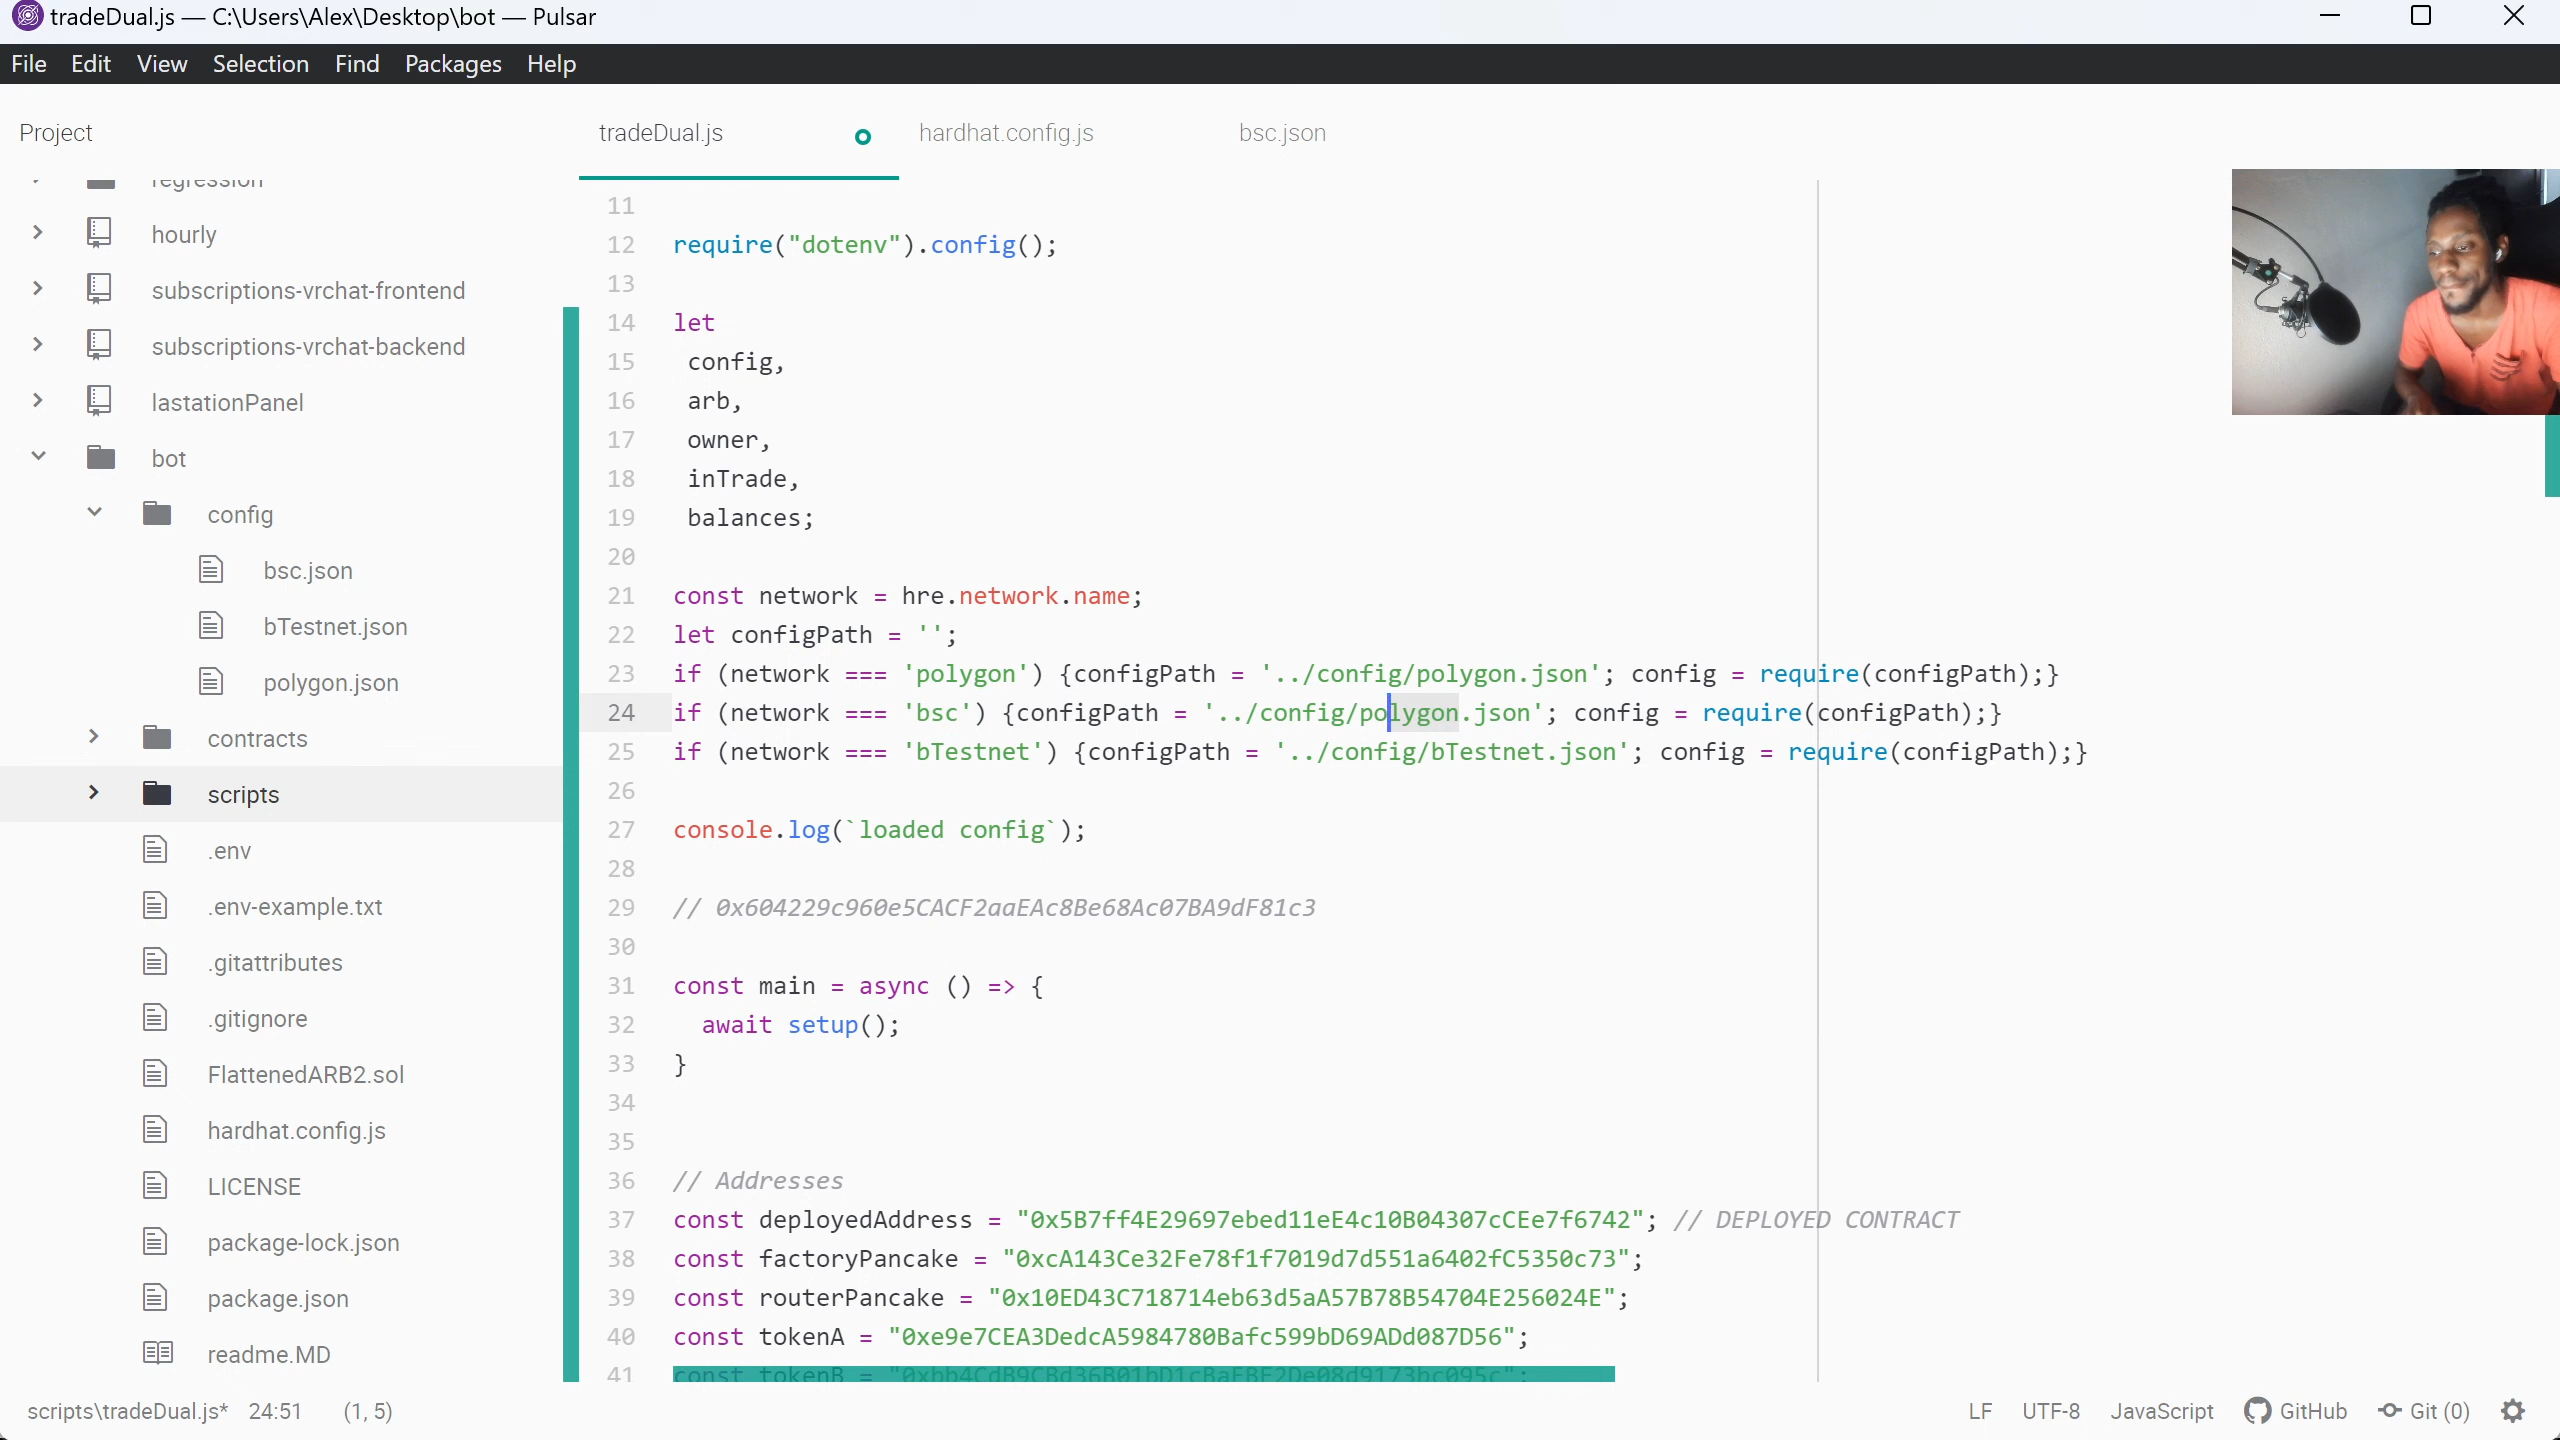 tradeDual.js — C:\Users\Alex\Desktop\bot — Pulsar
File Edit View Selection Find Packages Help
Project
tradeDual.js hardhat.config.js bsc.json
regression
hourly
subscriptions-vrchat-frontend
subscriptions-vrchat-backend
lastationPanel
bot
config
bsc.json
bTestnet.json
polygon.json
contracts
scripts
.env
.env-example.txt
.gitattributes
.gitignore
FlattenedARB2.sol
hardhat.config.js
LICENSE
package-lock.json
package.json
readme.MD
11
12 require("dotenv").config();
13
14 let
15 config,
16 arb,
17 owner,
18 inTrade,
19 balances;
20
21 const network = hre.network.name;
22 let configPath = '';
23 if (network === 'polygon') {configPath = '../config/polygon.json'; config = require(configPath);}
24 if (network === 'bsc') {configPath = '../config/polygon.json'; config = require(configPath);}
25 if (network === 'bTestnet') {configPath = '../config/bTestnet.json'; config = require(configPath);}
26
27 console.log(`loaded config`);
28
29 // 0x604229c960e5CACF2aaEAc8Be68Ac07BA9dF81c3
30
31 const main = async () => {
32 await setup();
33 }
34
35
36 // Addresses
37 const deployedAddress = "0x5B7ff4E29697ebed11eE4c10B04307cCEe7f6742"; // DEPLOYED CONTRACT
38 const factoryPancake = "0xcA143Ce32Fe78f1f7019d7d551a6402fC5350c73";
39 const routerPancake = "0x10ED43C718714eb63d5aA57B78B54704E256024E";
40 const tokenA = "0xe9e7CEA3DedcA5984780Bafc599bD69ADd087D56";
41 const tokenB = "0xbb4CdB9CBd36B01bD1cBaEBF2De08d9173bc095c";
scripts\tradeDual.js* 24:51 (1, 5) LF UTF-8 JavaScript GitHub Git (0)